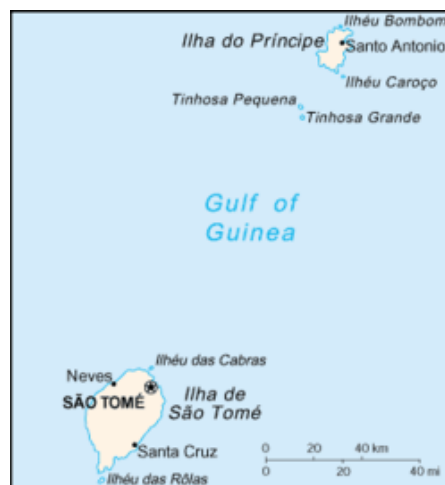 Ilhéu Bombom
Ilha do Príncipe
Santo Antonio
Ilhéu Caroço
Tinhosa Pequena
Tinhosa Grande
Gulf of
Guinea
Ilhéu das Cabras
Neves
Ilha de
SÃO TOMÉ
São Tomé
Santa Cruz
Ilhéu das Rôlas
0 20 40 km
0 20 40 mi